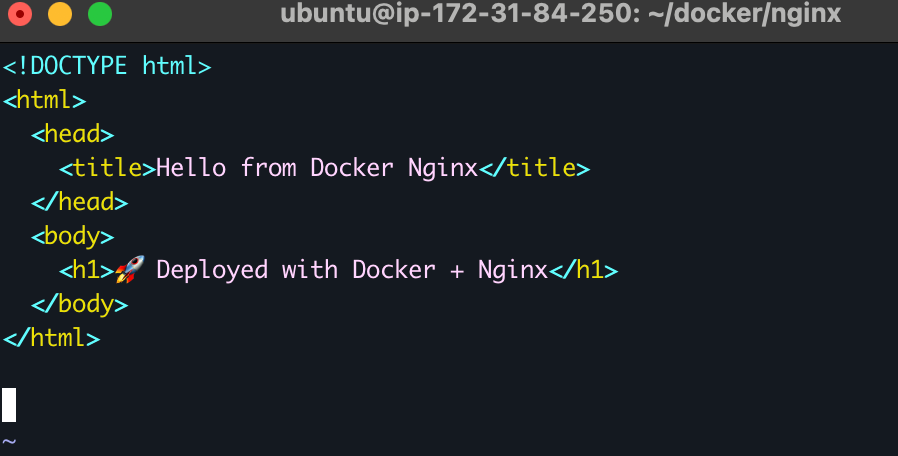 ubuntu@ip-172-31-84-250: ~/docker/nginx
<!DOCTYPE html>
<html>
  <head>
    <title>Hello from Docker Nginx</title>
  </head>
  <body>
    <h1>🚀 Deployed with Docker + Nginx</h1>
  </body>
</html>
~